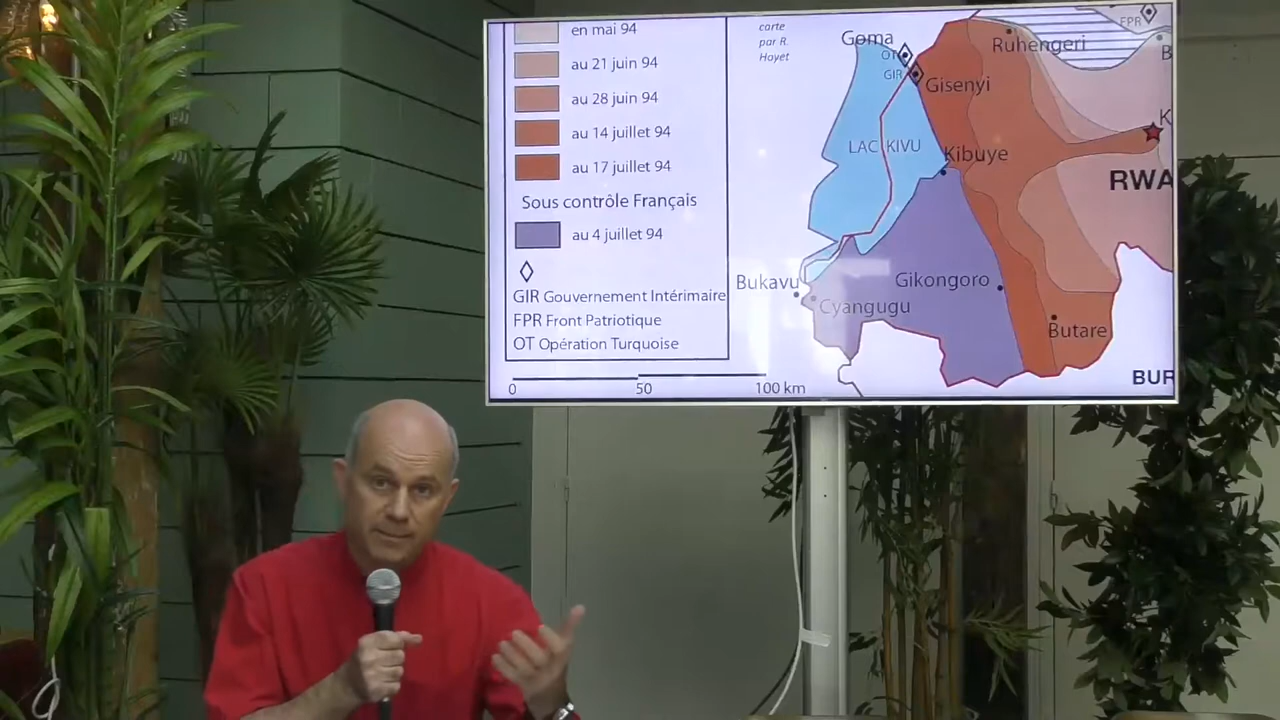 en mai 94
au 21 juin 94
au 28 juin 94
au 14 juillet 94
au 17 juillet 94
Sous contrôle Français
au 4 juillet 94
GIR Gouvernement Intérimaire
FPR Front Patriotique
OT Opération Turquoise
0 50 100 km
carte
par R.
Hoyet
Goma
OT
GIR
Gisenyi
Ruhengeri
FPR
B
K
LAC KIVU
Kibuye
RWA
Bukavu
Gikongoro
Cyangugu
Butare
BUR